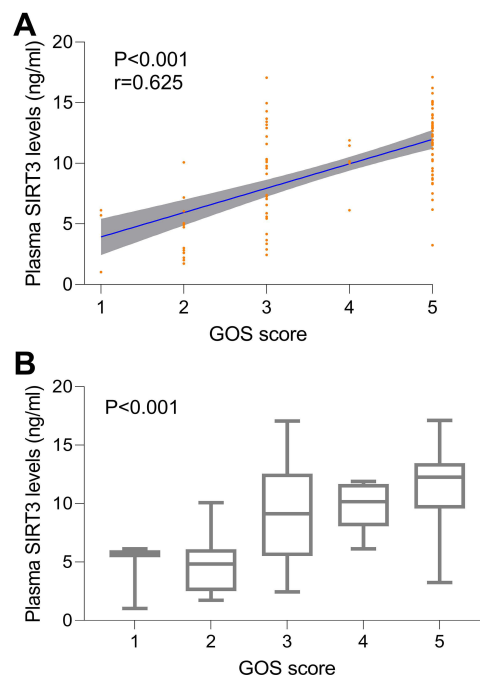 A
P<0.001
r=0.625
Plasma SIRT3 levels (ng/ml)
20
15
10
5
0
1 2 3 4 5
GOS score
B
P<0.001
Plasma SIRT3 levels (ng/ml)
20
15
10
5
0
1 2 3 4 5
GOS score